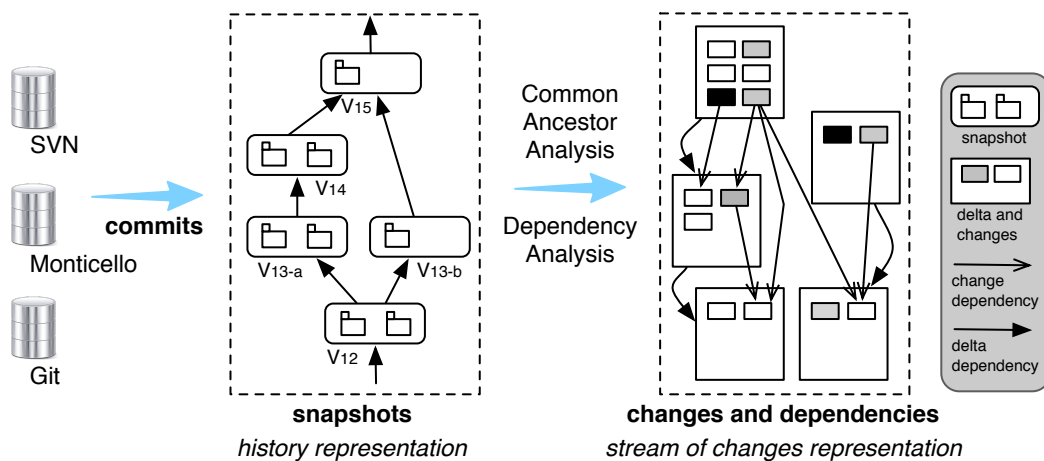 SVN
Monticello
Git
commits
V15
V14
V13-a
V13-b
V12
snapshots
history representation
Common
Ancestor
Analysis
Dependency
Analysis
changes and dependencies
stream of changes representation
snapshot
delta and
changes
change
dependency
delta
dependency